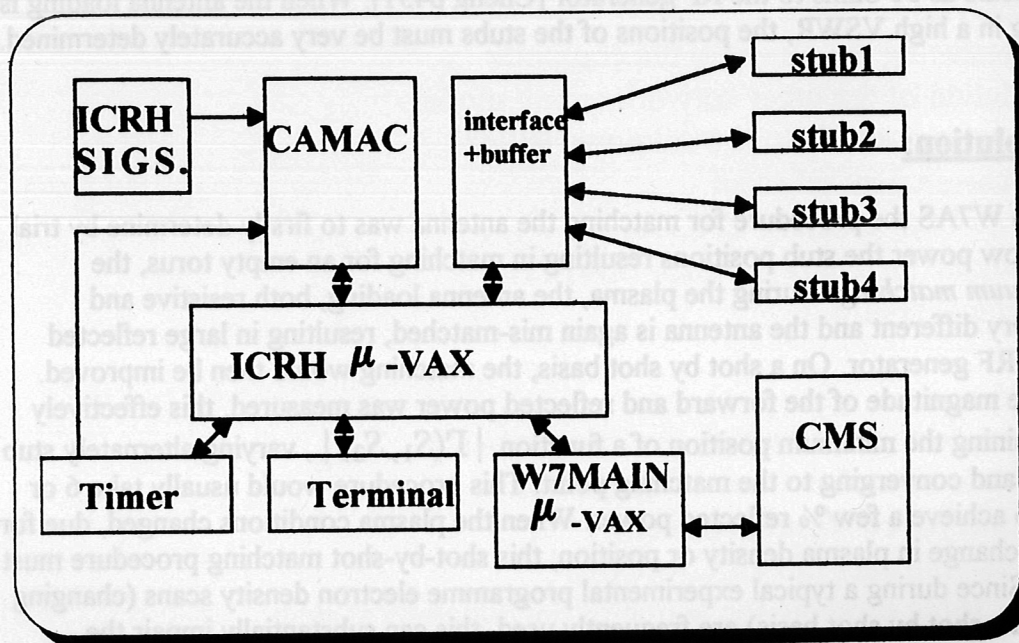 ICRH
SIGS.
CAMAC
interface
+buffer
stub1
stub2
stub3
stub4
ICRH μ -VAX
Timer
Terminal
W7MAIN
μ -VAX
CMS